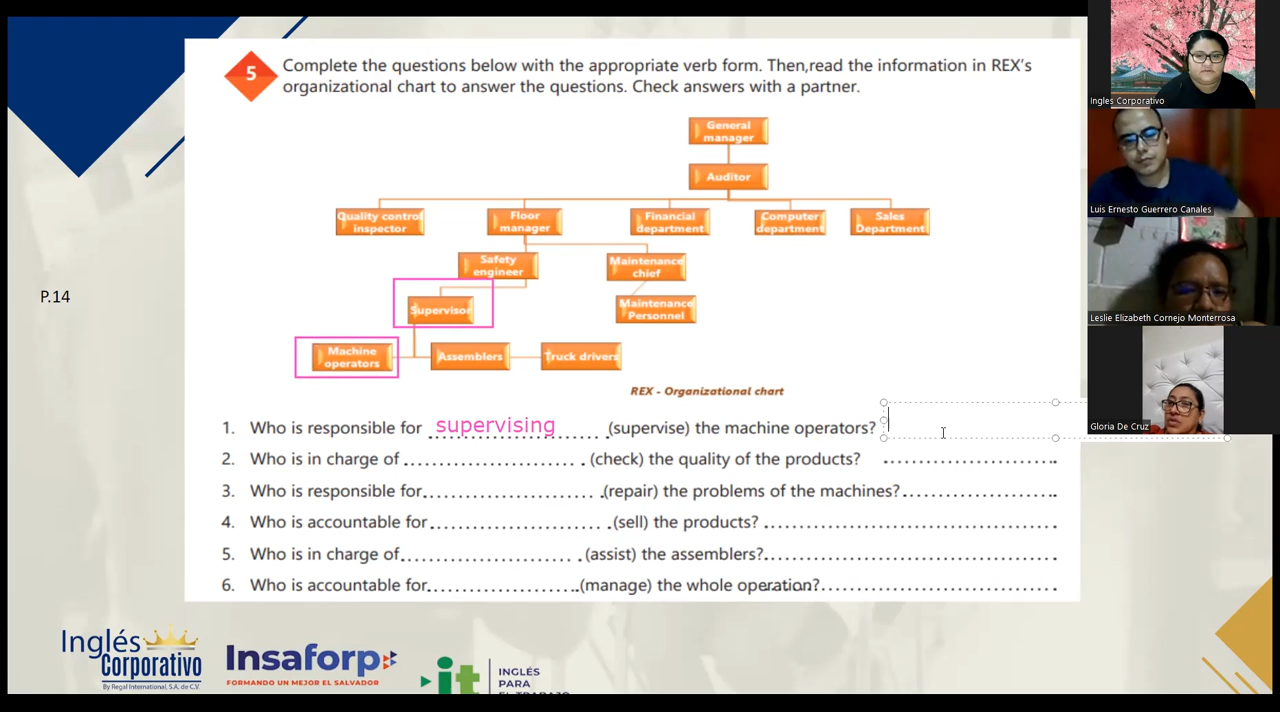 5
Complete the questions below with the appropriate verb form. Then,read the information in REX's
organizational chart to answer the questions. Check answers with a partner.
General
manager
Auditor
Quality control
inspector
Floor
manager
Financial
department
Computer
department
Sales
Department
Safety
engineer
Maintenance
chief
Supervisor
Maintenance
Personnel
Machine
operators
Assemblers
Truck drivers
REX - Organizational chart
P.14
1. Who is responsible for supervising (supervise) the machine operators?
2. Who is in charge of (check) the quality of the products?
3. Who is responsible for (repair) the problems of the machines?
4. Who is accountable for (sell) the products?
5. Who is in charge of (assist) the assemblers?
6. Who is accountable for (manage) the whole operation?
Inglés
Corporativo
By Regal International, S.A. de C.V.
Insaforp
FORMANDO UN MEJOR EL SALVADOR
it
INGLÉS
PARA
EL TRABAJO
Ingles Corporativo
Luis Ernesto Guerrero Canales
Leslie Elizabeth Cornejo Monterrosa
Gloria De Cruz